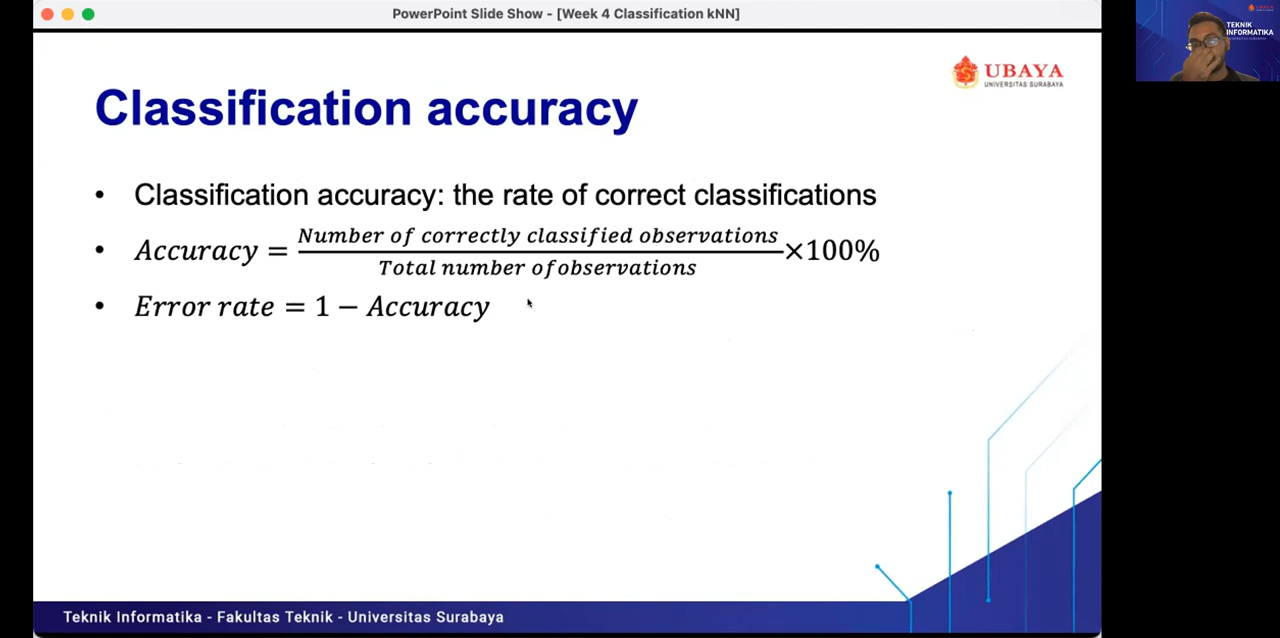 PowerPoint Slide Show - [Week 4 Classification kNN]
UBAYA
UNIVERSITAS SURABAYA
TEKNIK
INFORMATIKA
Classification accuracy
• Classification accuracy: the rate of correct classifications
• Accuracy = Number of correctly classified observations / Total number of observations ×100%
• Error rate = 1 − Accuracy
Teknik Informatika - Fakultas Teknik - Universitas Surabaya